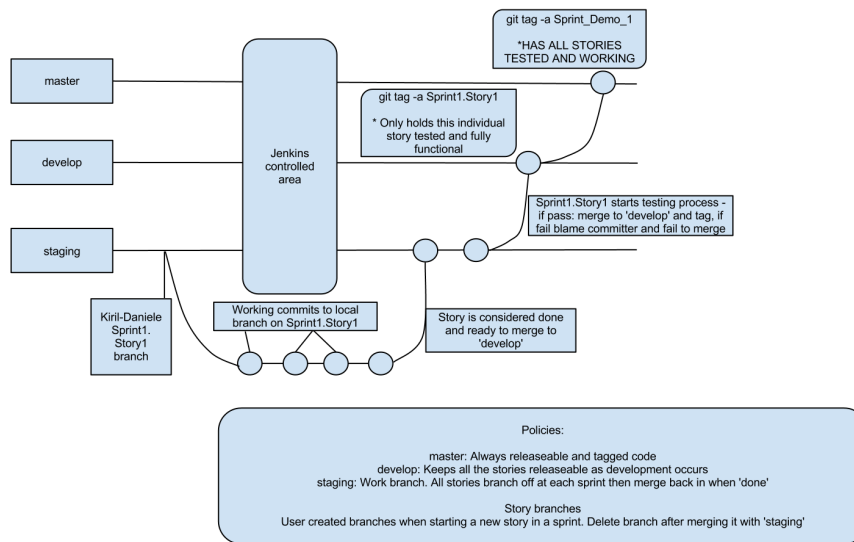 git tag -a Sprint_Demo_1
*HAS ALL STORIES
TESTED AND WORKING
master
git tag -a Sprint1.Story1
* Only holds this individual
story tested and fully
functional
Jenkins
controlled
area
develop
Sprint1.Story1 starts testing process -
if pass: merge to 'develop' and tag, if
fail blame committer and fail to merge
staging
Kiril-Daniele
Sprint1.
Story1
branch
Working commits to local
branch on Sprint1.Story1
Story is considered done
and ready to merge to
'develop'
Policies:
master: Always releaseable and tagged code
develop: Keeps all the stories releaseable as development occurs
staging: Work branch. All stories branch off at each sprint then merge back in when 'done'
Story branches
User created branches when starting a new story in a sprint. Delete branch after merging it with 'staging'